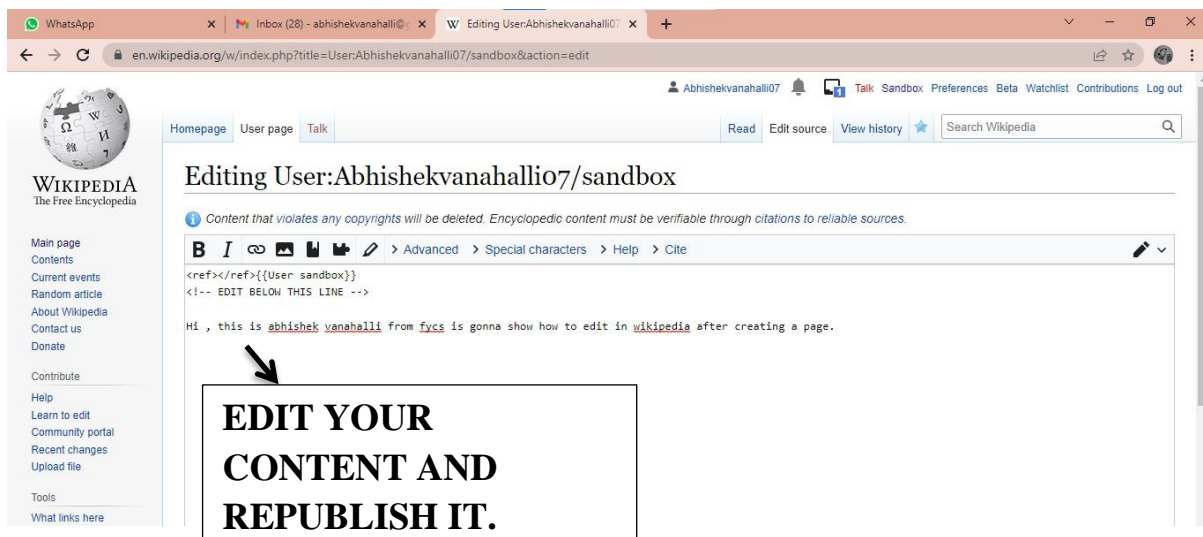 WhatsApp
Inbox (28) - abhishekvanahalli@g
Editing User:Abhishekvanahalli07
en.wikipedia.org/w/index.php?title=User:Abhishekvanahalli07/sandbox&action=edit
Abhishekvanahalli07 1 Talk Sandbox Preferences Beta Watchlist Contributions Log out
Homepage User page Talk Read Edit source View history Search Wikipedia
WIKIPEDIA
The Free Encyclopedia
Editing User:Abhishekvanahalli07/sandbox
Content that violates any copyrights will be deleted. Encyclopedic content must be verifiable through citations to reliable sources.
B I > Advanced > Special characters > Help > Cite
<ref></ref>{{User sandbox}}
<!-- EDIT BELOW THIS LINE -->
Hi , this is abhishek vanahalli from fycs is gonna show how to edit in wikipedia after creating a page.
Main page
Contents
Current events
Random article
About Wikipedia
Contact us
Donate
Contribute
Help
Learn to edit
Community portal
Recent changes
Upload file
Tools
What links here
EDIT YOUR
CONTENT AND
REPUBLISH IT.